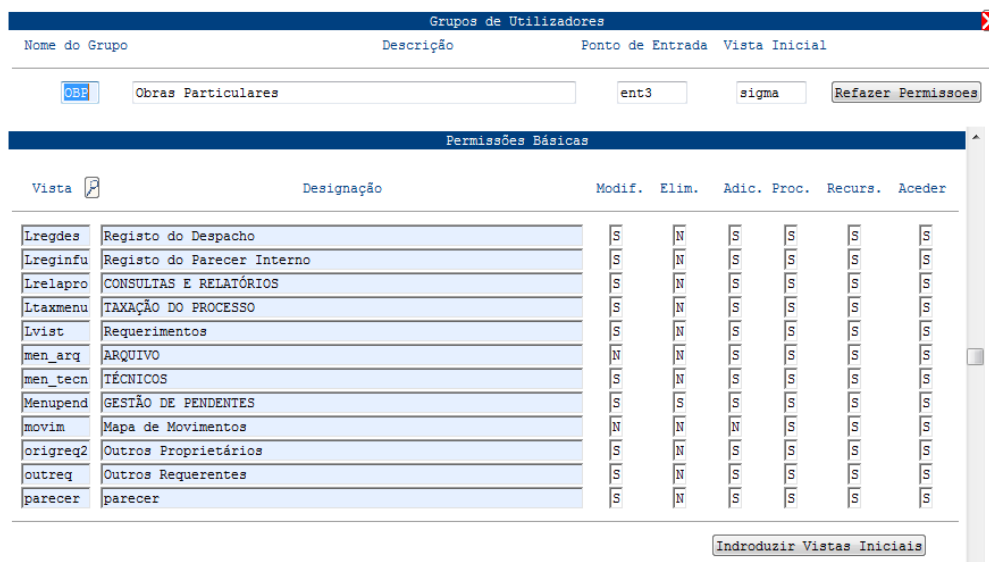 Grupos de Utilizadores
Nome do Grupo Descrição Ponto de Entrada Vista Inicial
OBP Obras Particulares ent3 sigma Refazer Permissoes
Permissões Básicas
Vista Designação Modif. Elim. Adic. Proc. Recurs. Aceder
Lregdes Registo do Despacho S N S S S S
Lreginfu Registo do Parecer Interno S N S S S S
Lrelapro CONSULTAS E RELATÓRIOS S N S S S S
Ltaxmenu TAXAÇÃO DO PROCESSO S N S S S S
Lvist Requerimentos S N S S S S
men_arq ARQUIVO N N S S S S
men_tecn TÉCNICOS S N S S S S
Menupend GESTÃO DE PENDENTES S S S S S S
movim Mapa de Movimentos N N N S S S
origreq2 Outros Proprietários S N S S S S
outreq Outros Requerentes S N S S S S
parecer parecer S N S S S S
Indroduzir Vistas Iniciais